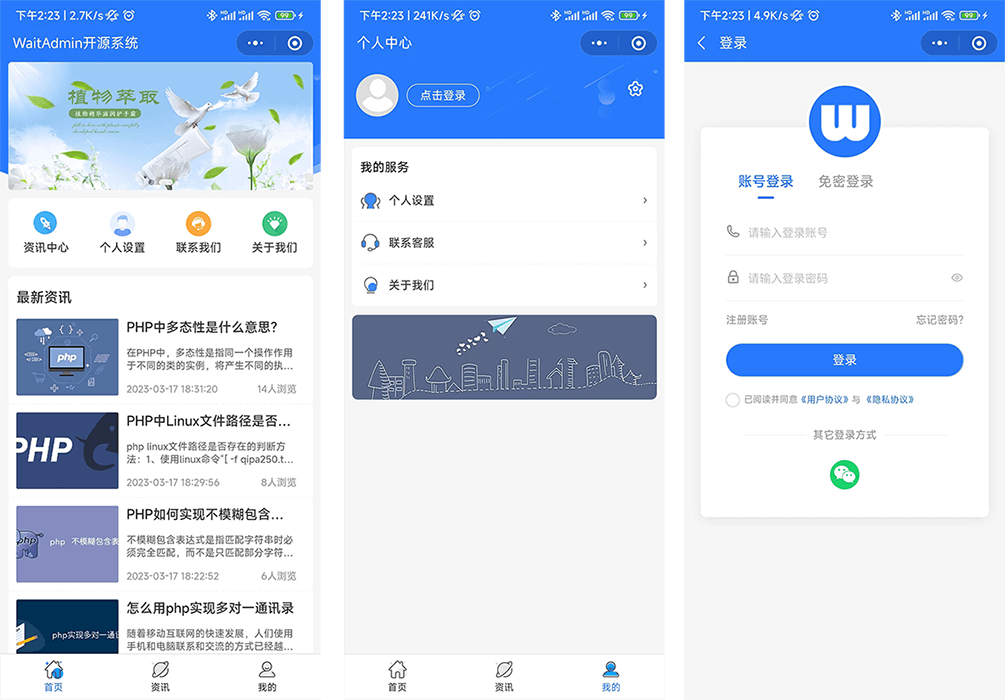 下午2:23 | 2.7K/s
99
WaitAdmin开源系统
植物萃取
植物精华滋润护手霜
资讯中心
个人设置
联系我们
关于我们
最新资讯
php
PHP中多态性是什么意思？
在PHP中，多态性是指同一个操作作用
于不同的类的实例，将产生不同的执...
2023-03-17 18:31:20
14人浏览
PHP
PHP中Linux文件路径是否...
php linux文件路径是否存在的判断方
法：1、使用linux命令“[ -f qipa250.t...
2023-03-17 18:29:56
8人浏览
php
php 不模糊包含表
PHP如何实现不模糊包含...
不模糊包含表达式是指匹配字符串时必
须完全匹配，而不是只匹配部分字符...
2023-03-17 18:22:52
6人浏览
php实现多对一通讯
怎么用php实现多对一通讯录
随着移动互联网的快速发展，人们使用
手机和电脑联系和交流的方式已经越...
首页
资讯
我的
下午2:23 | 241K/s
99
个人中心
点击登录
我的服务
个人设置
联系客服
关于我们
首页
资讯
我的
下午2:23 | 4.9K/s
99
登录
W
账号登录
免密登录
请输入登录账号
请输入登录密码
注册账号
忘记密码?
登录
已阅读并同意《用户协议》与《隐私协议》
其它登录方式